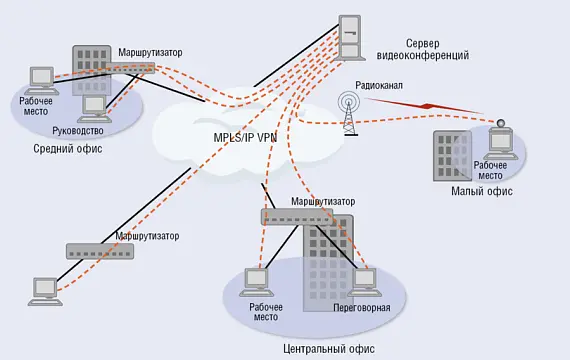 Маршрутизатор
Сервер
видеоконференций
Рабочее
место
Руководство
Средний офис
Радиоканал
MPLS/IP VPN
Рабочее
место
Малый офис
Маршрутизатор
Маршрутизатор
Рабочее
место
Переговорная
Центральный офис